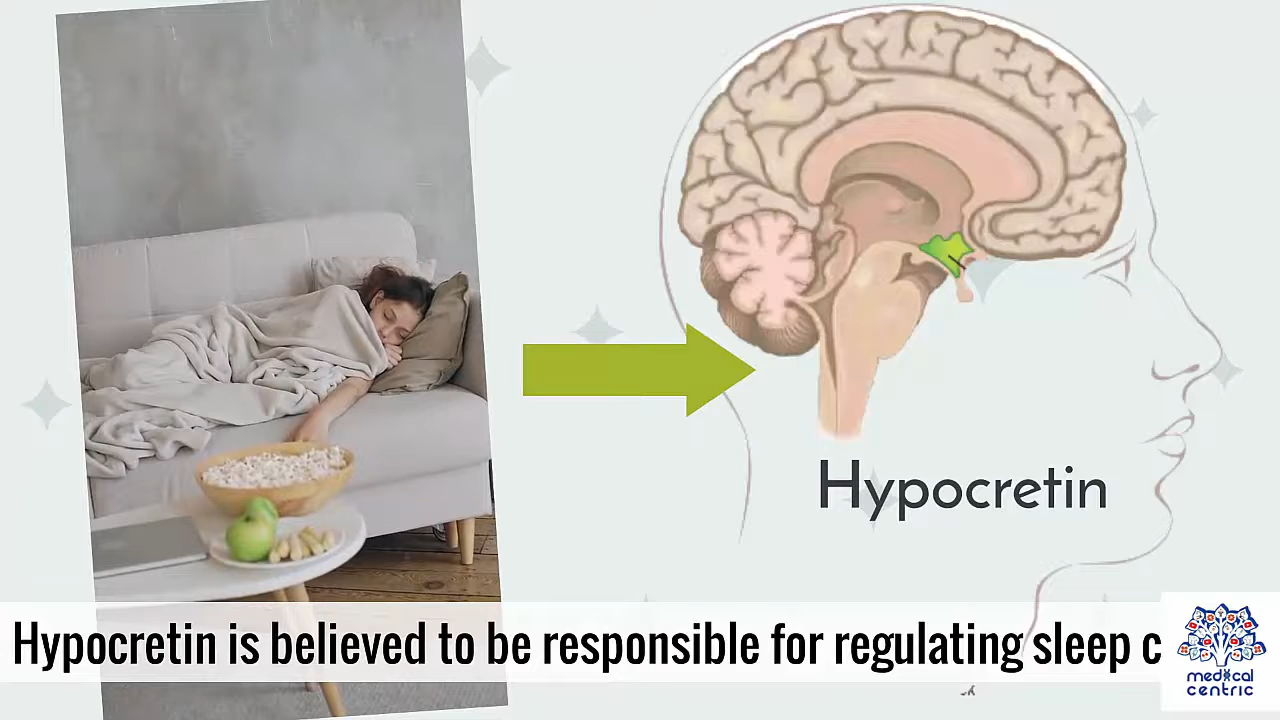 Hypocretin
Hypocretin is believed to be responsible for regulating sleep c
medical
centric